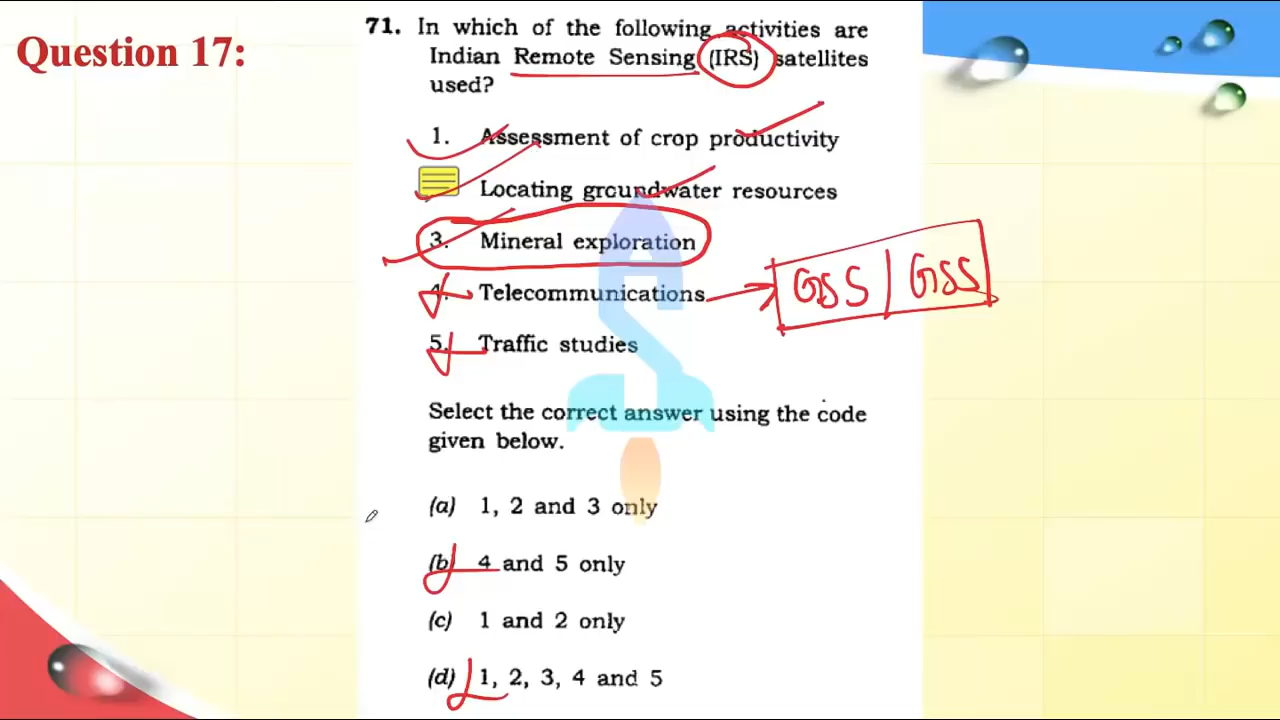 Question 17:
71. In which of the following activities are
Indian Remote Sensing (IRS) satellites
used?
1. Assessment of crop productivity
Locating groundwater resources
3. Mineral exploration
4. Telecommunications
GSS | GSS
5. Traffic studies
Select the correct answer using the code
given below.
(a) 1, 2 and 3 only
(b) 4 and 5 only
(c) 1 and 2 only
(d) 1, 2, 3, 4 and 5